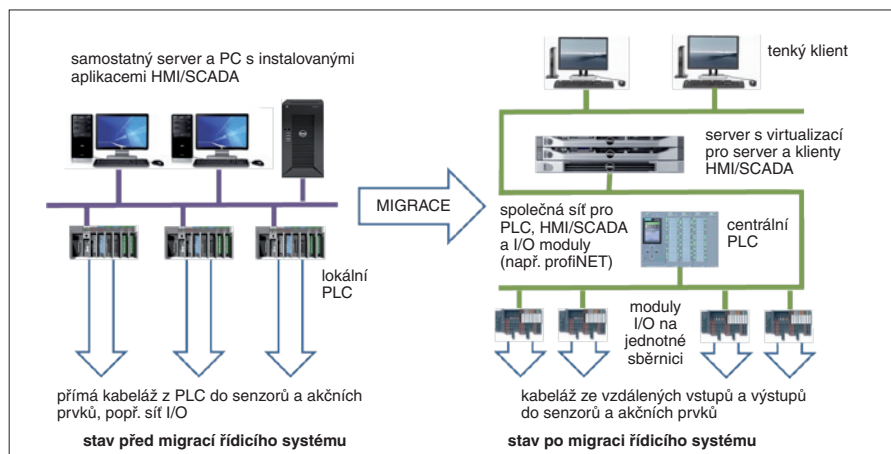 samostatný server a PC s instalovanými
aplikacemi HMI/SCADA
lokální
PLC
přímá kabeláž z PLC do senzorů a akčních
prvků, popř. síť I/O
stav před migrací řídicího systému
MIGRACE
tenký klient
server s virtualizací
pro server a klienty
HMI/SCADA
společná síť pro
PLC, HMI/SCADA
a I/O moduly
(např. profiNET)
centrální
PLC
moduly
I/O na
jednotné
sběrnici
kabeláž ze vzdálených vstupů a výstupů
do senzorů a akčních prvků
stav po migraci řídicího systému